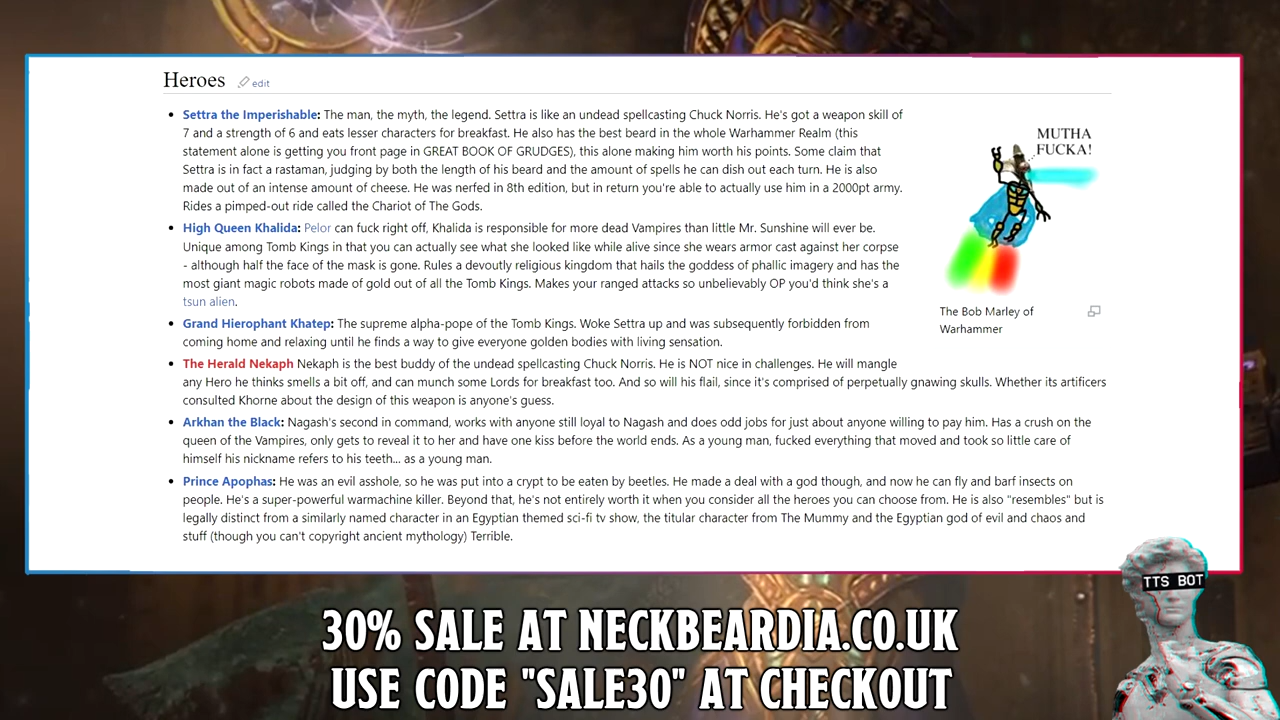 Heroes edit
Settra the Imperishable: The man, the myth, the legend. Settra is like an undead spellcasting Chuck Norris. He's got a weapon skill of
7 and a strength of 6 and eats lesser characters for breakfast. He also has the best beard in the whole Warhammer Realm (this
statement alone is getting you front page in GREAT BOOK OF GRUDGES), this alone making him worth his points. Some claim that
Settra is in fact a rastaman, judging by both the length of his beard and the amount of spells he can dish out each turn. He is also
made out of an intense amount of cheese. He was nerfed in 8th edition, but in return you're able to actually use him in a 2000pt army.
Rides a pimped-out ride called the Chariot of The Gods.
High Queen Khalida: Pelor can fuck right off, Khalida is responsible for more dead Vampires than little Mr. Sunshine will ever be.
Unique among Tomb Kings in that you can actually see what she looked like while alive since she wears armor cast against her corpse
- although half the face of the mask is gone. Rules a devoutly religious kingdom that hails the goddess of phallic imagery and has the
most giant magic robots made of gold out of all the Tomb Kings. Makes your ranged attacks so unbelievably OP you'd think she's a
tsun alien.
Grand Hierophant Khatep: The supreme alpha-pope of the Tomb Kings. Woke Settra up and was subsequently forbidden from
coming home and relaxing until he finds a way to give everyone golden bodies with living sensation.
The Herald Nekaph Nekaph is the best buddy of the undead spellcasting Chuck Norris. He is NOT nice in challenges. He will mangle
any Hero he thinks smells a bit off, and can munch some Lords for breakfast too. And so will his flail, since it's comprised of perpetually gnawing skulls. Whether its artificers
consulted Khorne about the design of this weapon is anyone's guess.
Arkhan the Black: Nagash's second in command, works with anyone still loyal to Nagash and does odd jobs for just about anyone willing to pay him. Has a crush on the
queen of the Vampires, only gets to reveal it to her and have one kiss before the world ends. As a young man, fucked everything that moved and took so little care of
himself his nickname refers to his teeth... as a young man.
Prince Apophas: He was an evil asshole, so he was put into a crypt to be eaten by beetles. He made a deal with a god though, and now he can fly and barf insects on
people. He's a super-powerful warmachine killer. Beyond that, he's not entirely worth it when you consider all the heroes you can choose from. He is also "resembles" but is
legally distinct from a similarly named character in an Egyptian themed sci-fi tv show, the titular character from The Mummy and the Egyptian god of evil and chaos and
stuff (though you can't copyright ancient mythology) Terrible.
MUTHA
FUCKA!
The Bob Marley of
Warhammer
TTS BOT
30% SALE AT NECKBEARDIA.CO.UK
USE CODE "SALE30" AT CHECKOUT